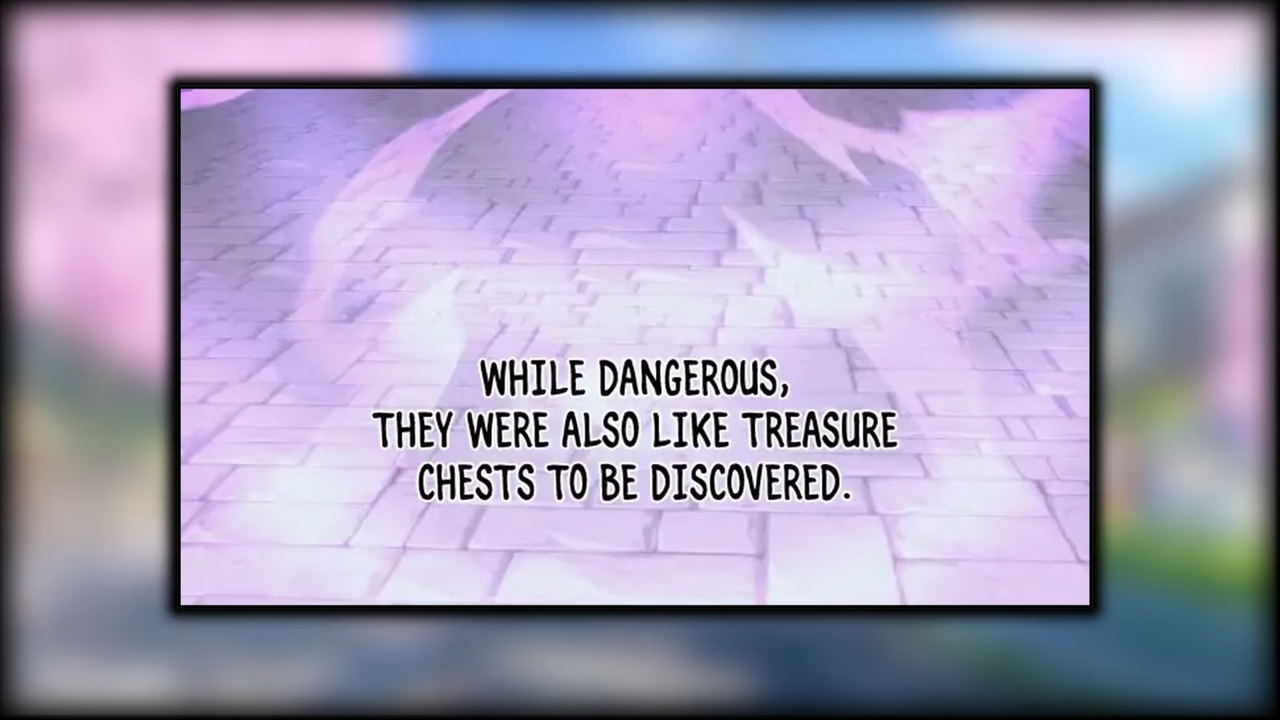 WHILE DANGEROUS,
THEY WERE ALSO LIKE TREASURE
CHESTS TO BE DISCOVERED.